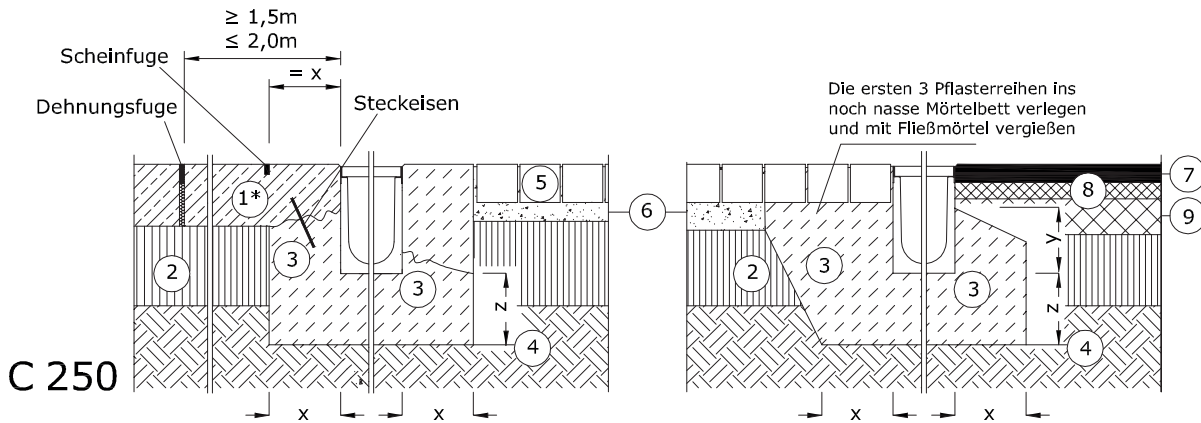 ≥ 1,5m
≤ 2,0m
Scheinfuge
= x
Steckeisen
Dehnungsfuge
Die ersten 3 Pflasterreihen ins
noch nasse Mörtelbett verlegen
und mit Fließmörtel vergießen
1*
2
3
3
z
4
5
6
2
3
3
y
z
4
7
8
9
C 250
x
x
x
x